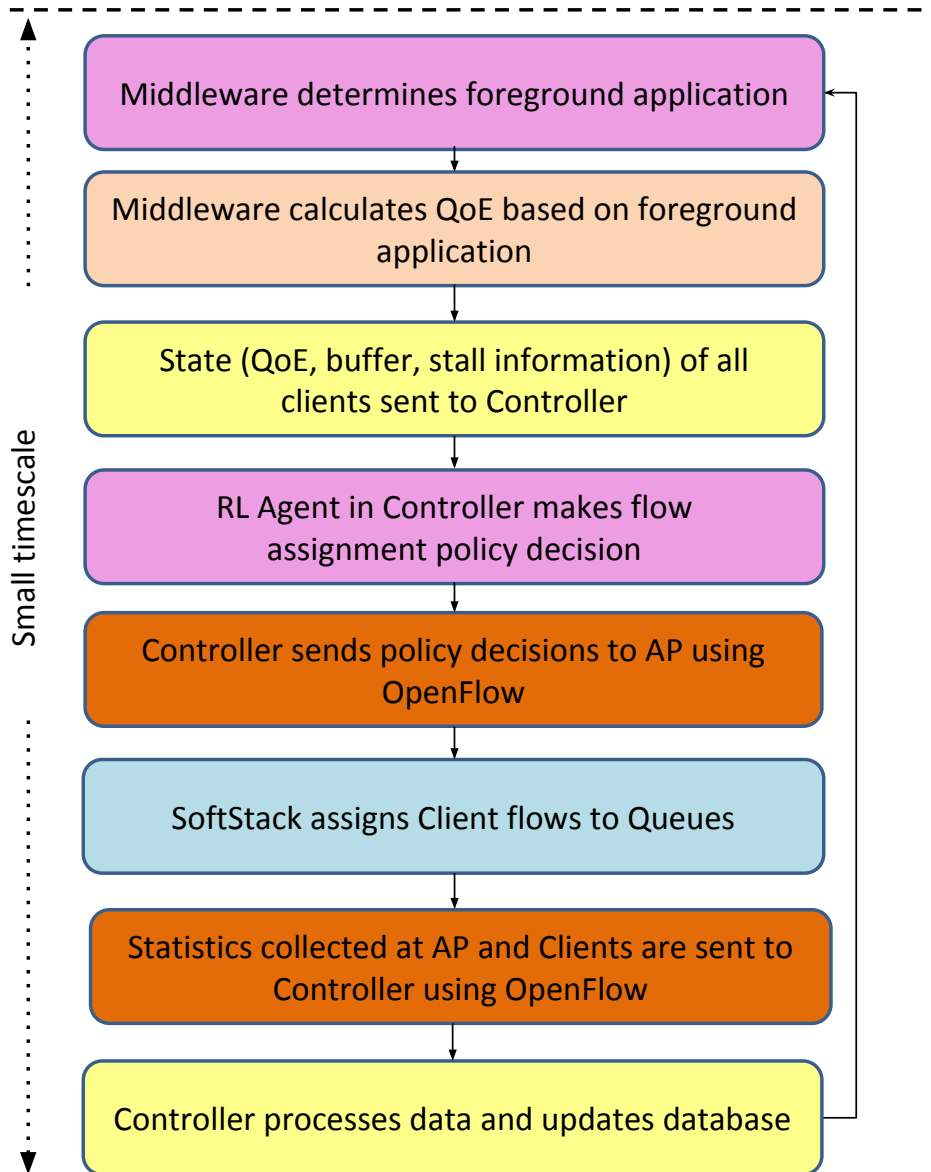 Middleware determines foreground application
Middleware calculates QoE based on foreground
application
State (QoE, buffer, stall information) of all
clients sent to Controller
RL Agent in Controller makes flow
assignment policy decision
Small timescale
Controller sends policy decisions to AP using
OpenFlow
SoftStack assigns Client flows to Queues
Statistics collected at AP and Clients are sent to
Controller using OpenFlow
Controller processes data and updates database